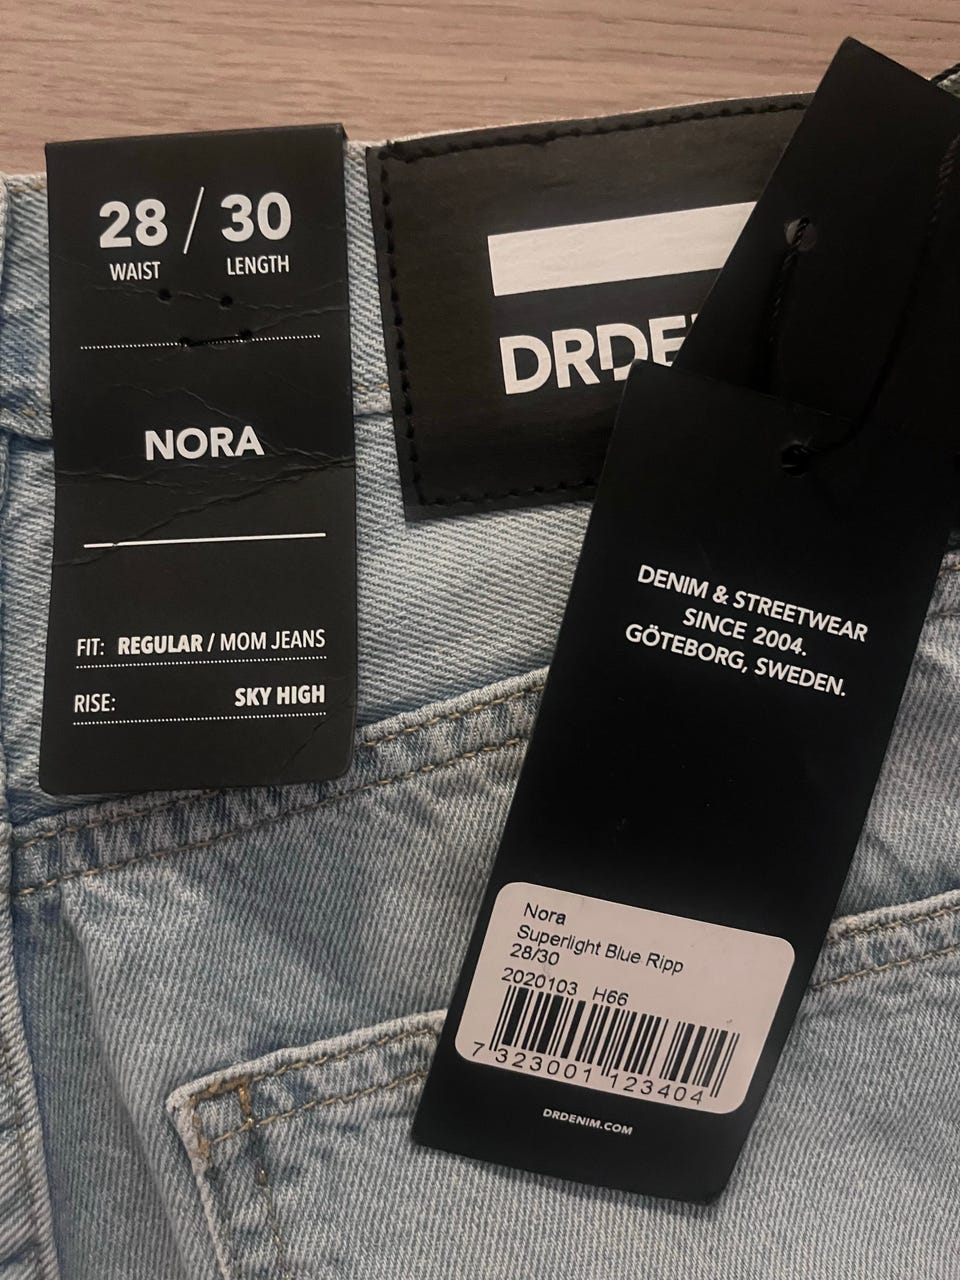 28 / 30
WAIST LENGTH
NORA
FIT: REGULAR / MOM JEANS
RISE: SKY HIGH
DRDE
DENIM & STREETWEAR
SINCE 2004.
GÖTEBORG, SWEDEN.
Nora
Superlight Blue Ripp
28/30
2020103 H66
7 323001 123404
DRDENIM.COM